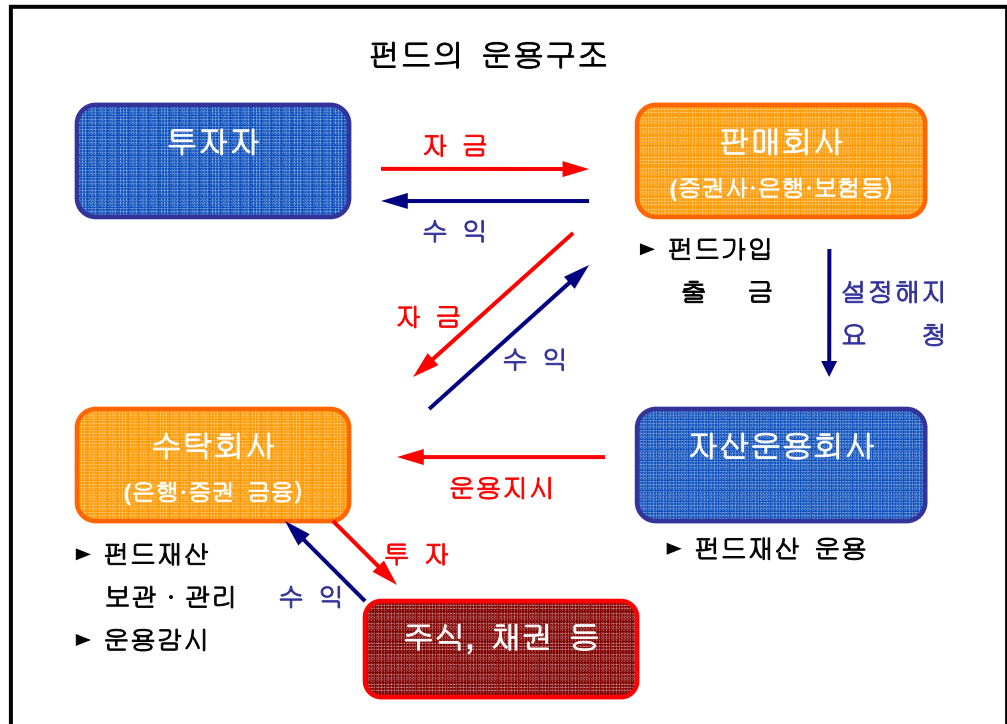 펀드의 운용구조
투자자
자 금
판매회사
(증권사·은행·보험등)
수 익
► 펀드가입
출 금
설정해지
요 청
자 금
수 익
수탁회사
(은행·증권 금융)
운용지시
자산운용회사
► 펀드재산
보관 · 관리
► 운용감시
투 자
수 익
► 펀드재산 운용
주식, 채권 등